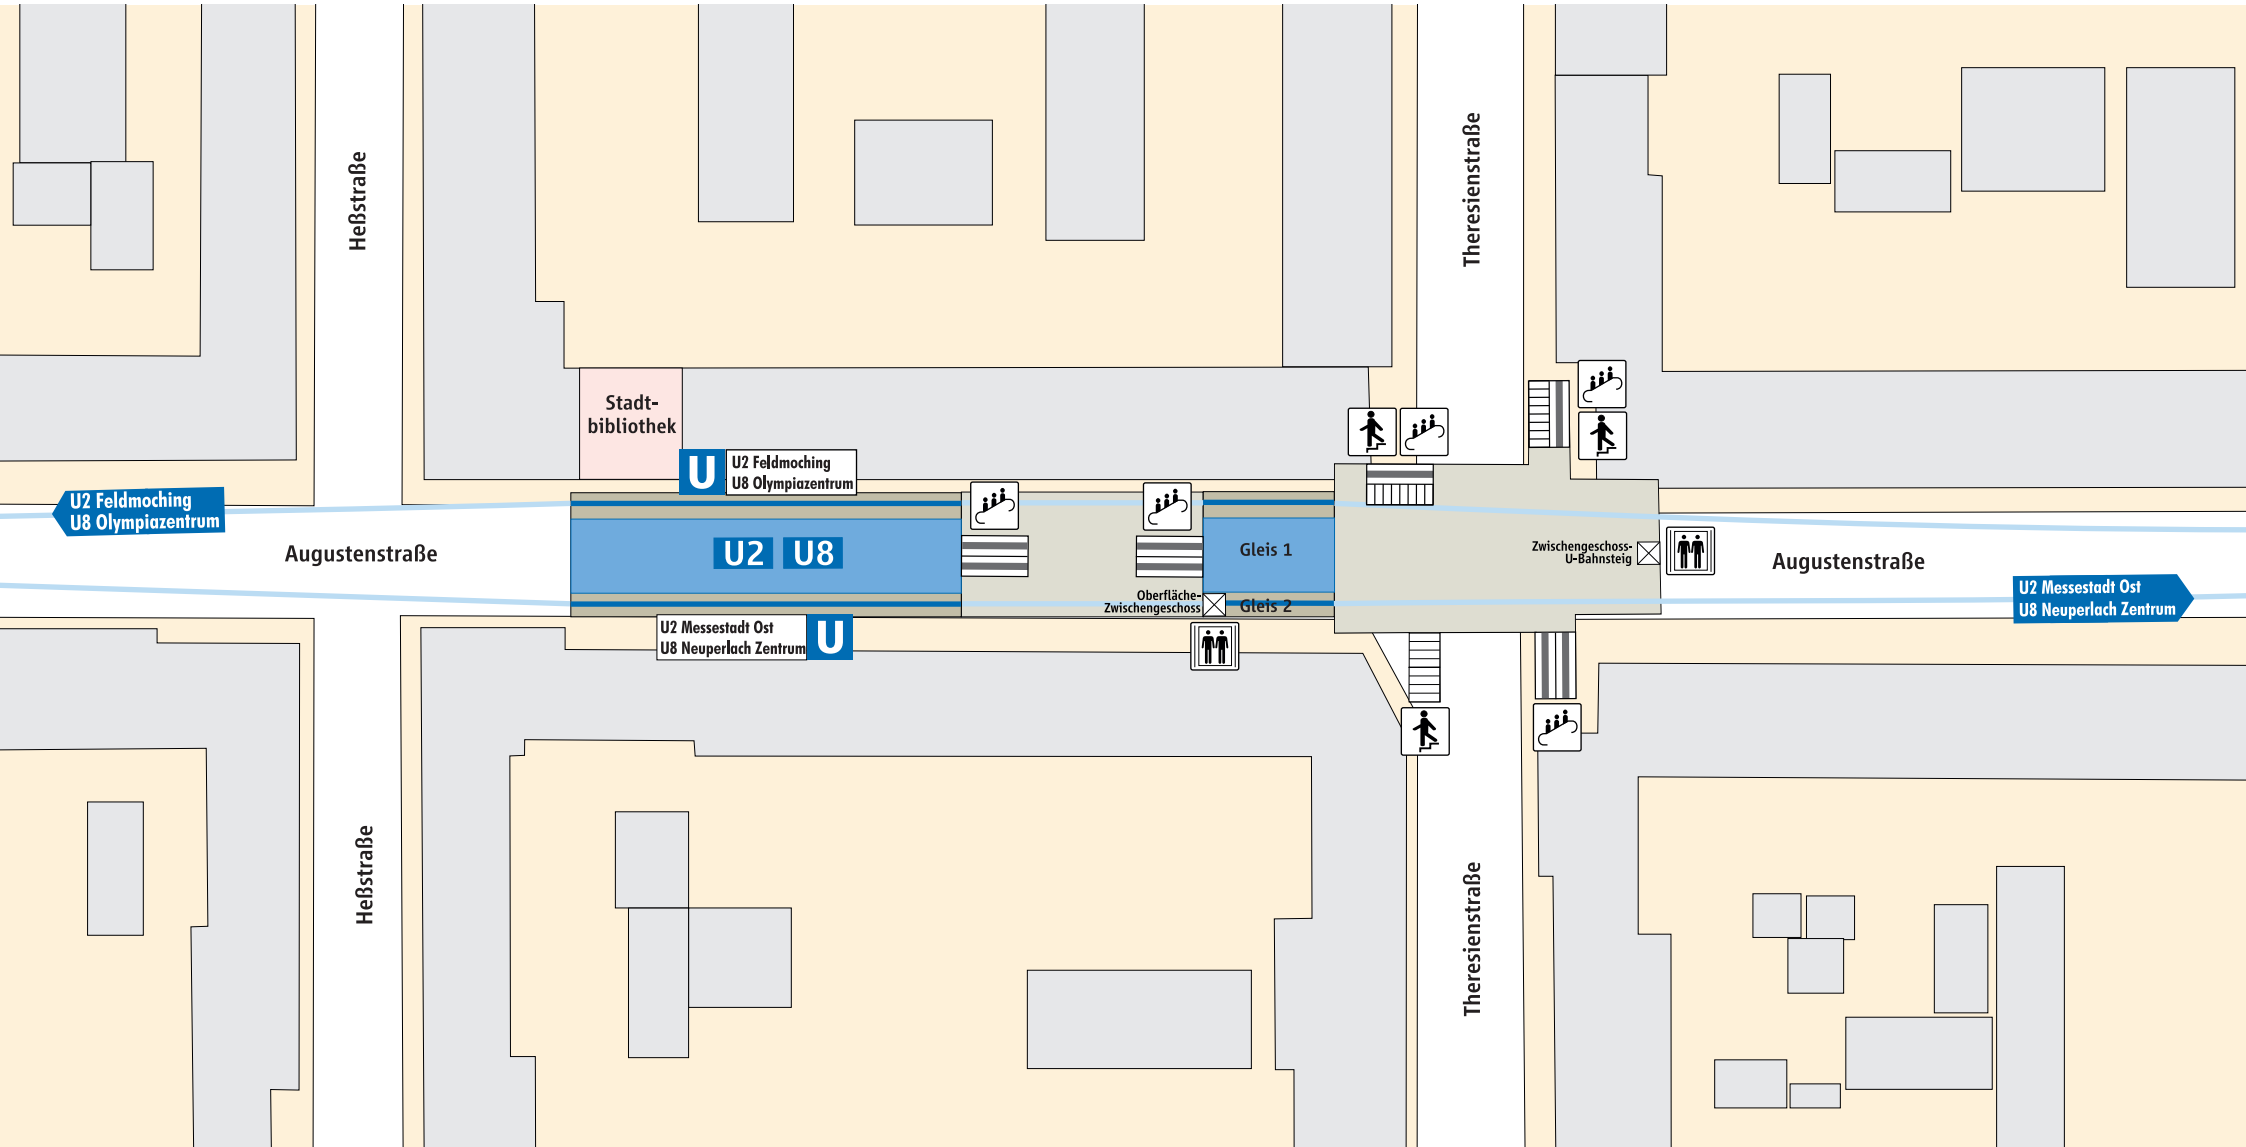 Heßstraße
Theresienstraße
Stadt-
bibliothek
U
U2 Feldmoching
U8 Olympiazentrum
U2 Feldmoching
U8 Olympiazentrum
Augustenstraße
U2 U8
Gleis 1
Zwischengeschoss-
U-Bahnsteig
Augustenstraße
Oberfläche-
Zwischengeschoss
Gleis 2
U2 Messestadt Ost
U8 Neuperlach Zentrum
U2 Messestadt Ost
U8 Neuperlach Zentrum
U
Heßstraße
Theresienstraße